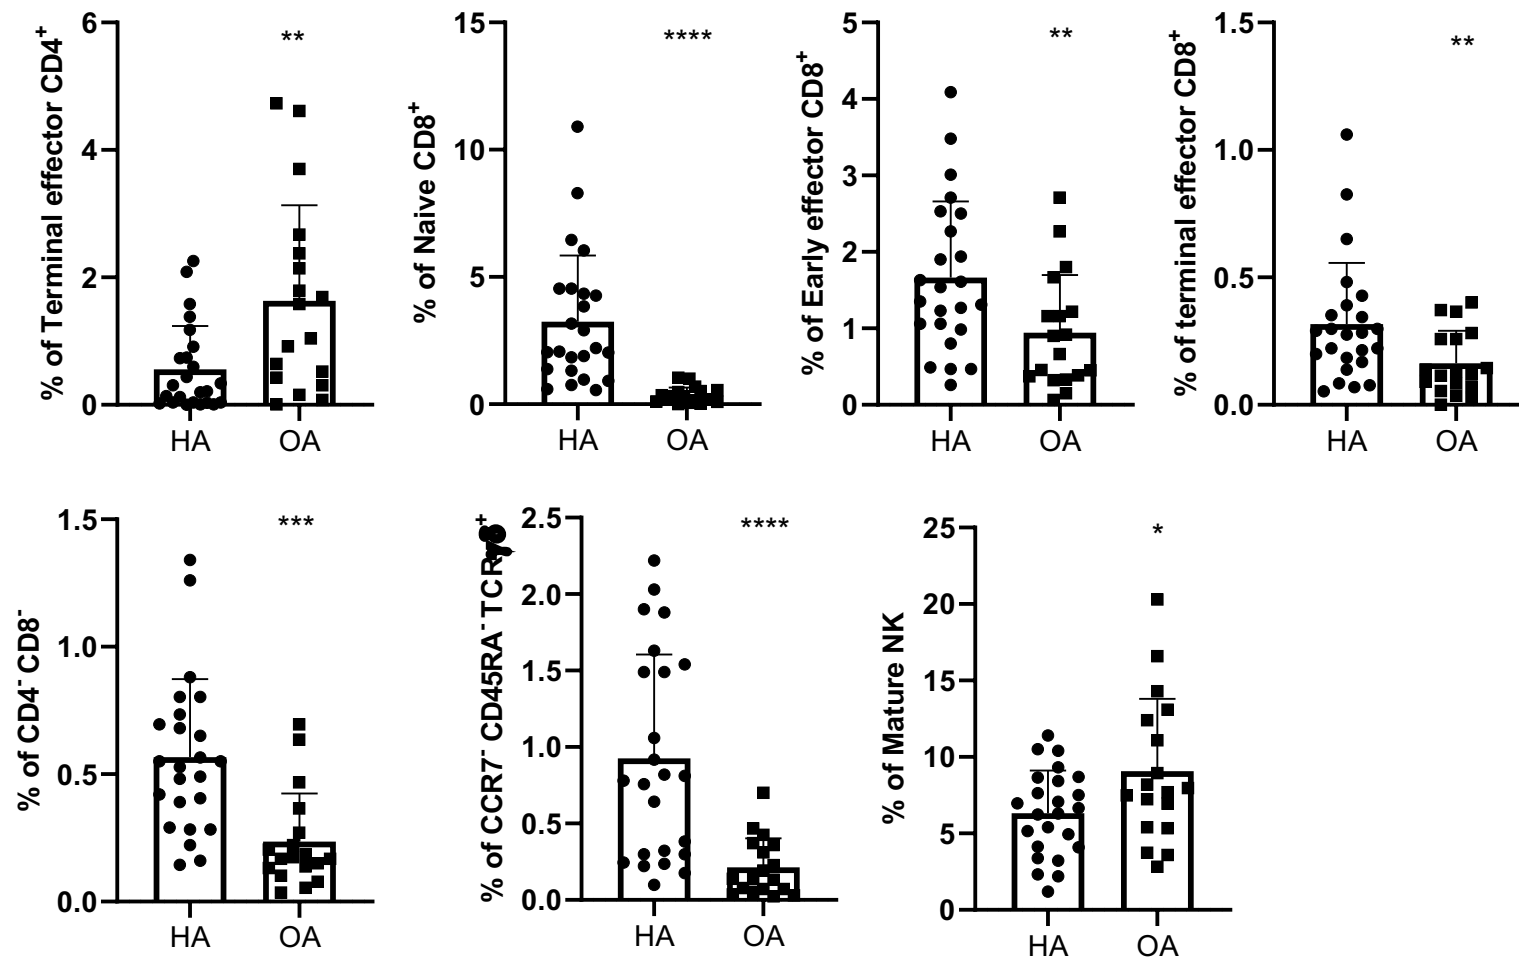 % of Terminal effector CD4⁺
6
4
2
0
**
HA
OA
% of Naive CD8⁺
15
10
5
0
****
HA
OA
% of Early effector CD8⁺
5
4
3
2
1
0
**
HA
OA
% of terminal effector CD8⁺
1.5
1.0
0.5
0.0
**
HA
OA
% of CD4⁻ CD8⁻
1.5
1.0
0.5
0.0
***
HA
OA
% of CCR7⁻ CD45RA⁻ TCR
2.5
2.0
1.5
1.0
0.5
0.0
****
HA
OA
% of Mature NK
25
20
15
10
5
0
*
HA
OA